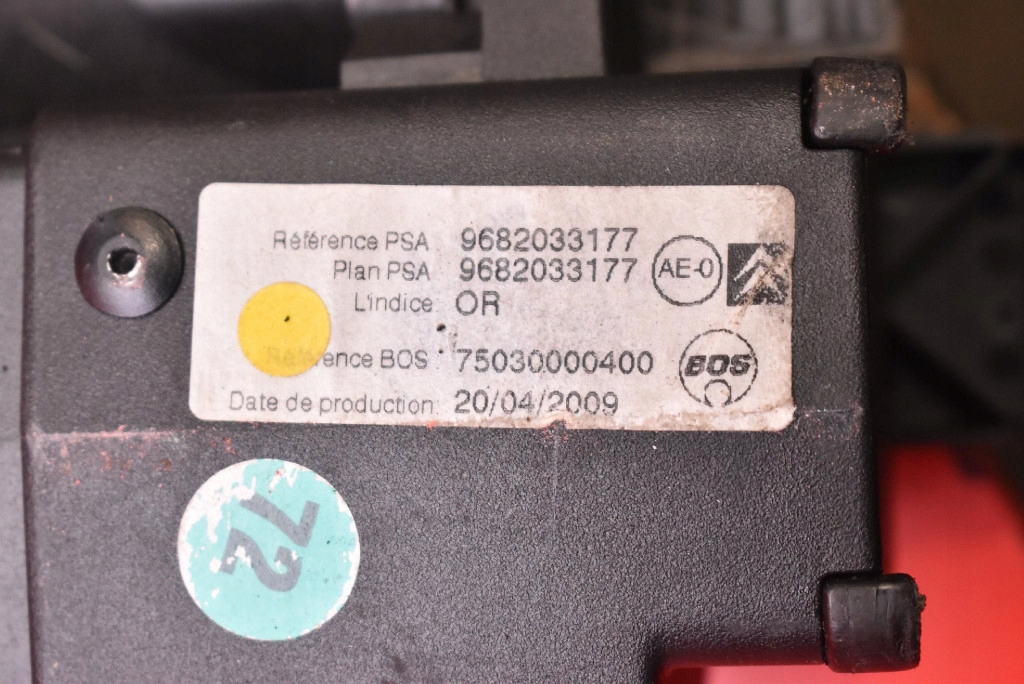 Référence PSA 9682033177
Plan PSA 9682033177
L'indice OR
AE-0
Référence BOS 75030000400
BOS
Date de production 20/04/2009
72